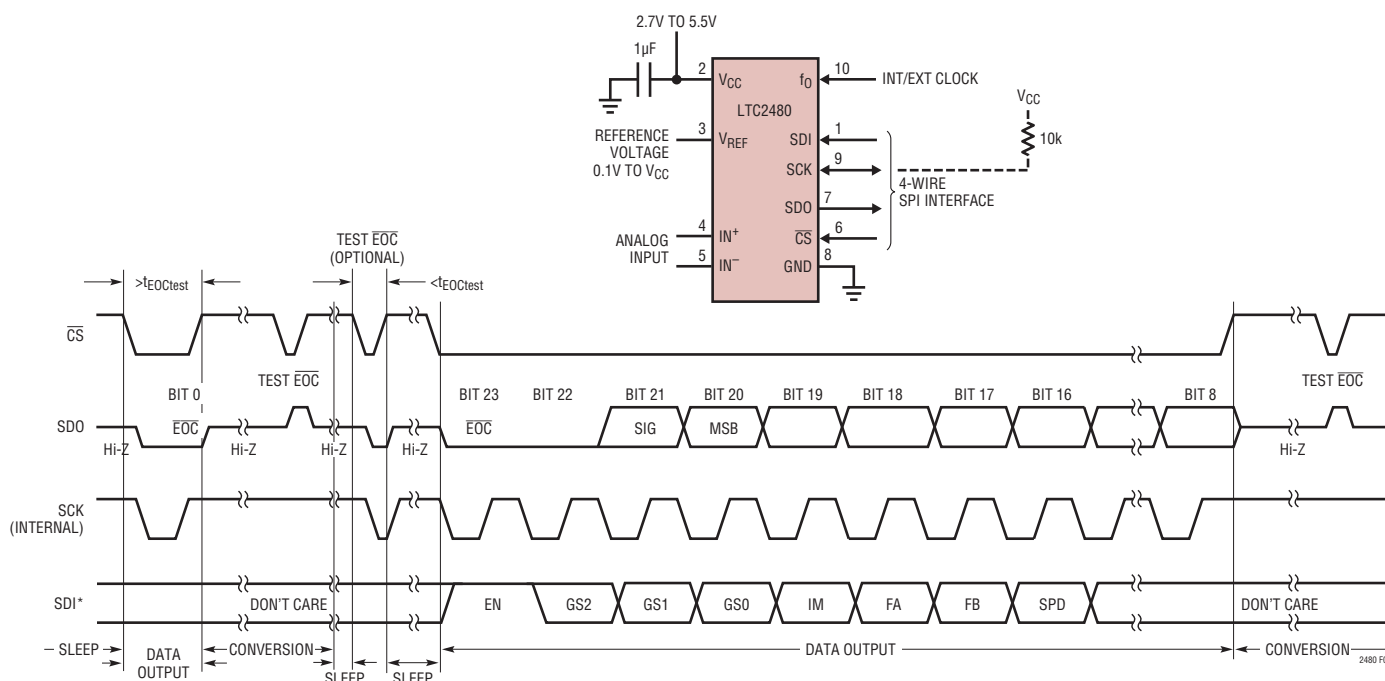 2.7V TO 5.5V
1µF
2
VCC
fO
10
INT/EXT CLOCK
LTC2480
VCC
10k
REFERENCE
VOLTAGE
0.1V TO VCC
3
VREF
SDI
1
SCK
9
4-WIRE
SPI INTERFACE
SDO
7
ANALOG
INPUT
4
IN+
5
IN–
CS
6
GND
8
TEST EOC
(OPTIONAL)
>tEOCtest
<tEOCtest
CS
TEST EOC
TEST EOC
BIT 0
BIT 23
BIT 22
BIT 21
BIT 20
BIT 19
BIT 18
BIT 17
BIT 16
BIT 8
SDO
EOC
EOC
SIG
MSB
Hi-Z
Hi-Z
Hi-Z
Hi-Z
Hi-Z
SCK
(INTERNAL)
SDI*
DON'T CARE
EN
GS2
GS1
GS0
IM
FA
FB
SPD
DON'T CARE
SLEEP
DATA
OUTPUT
CONVERSION
SLEEP
SLEEP
DATA OUTPUT
CONVERSION